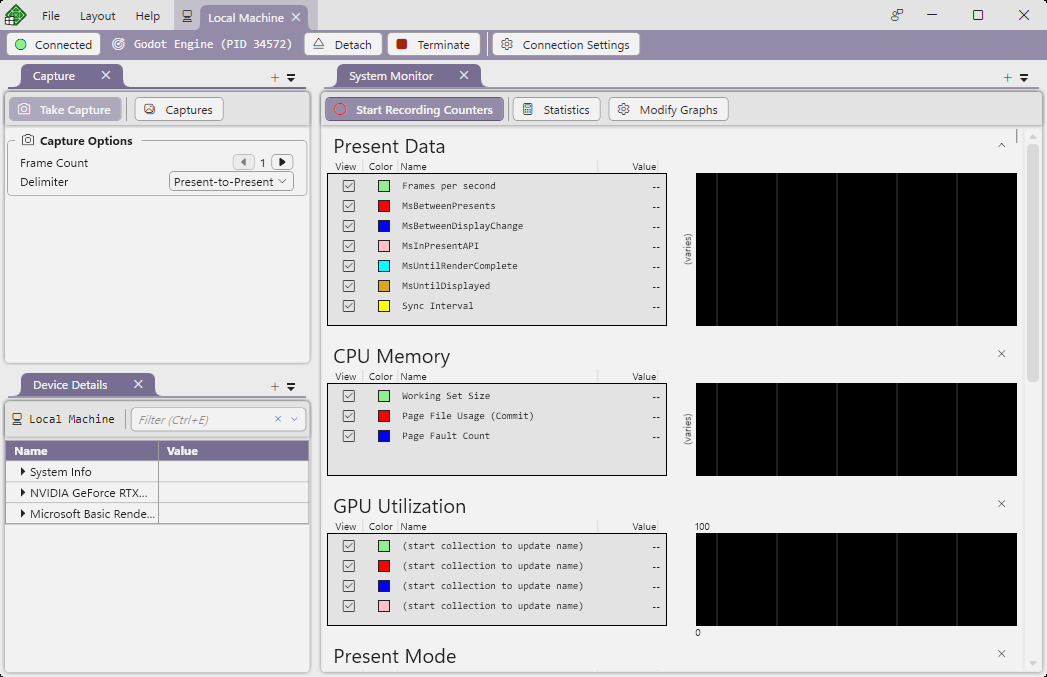 File Layout Help Local Machine
Connected Godot Engine (PID 34572) Detach Terminate Connection Settings
Capture
Take Capture Captures
Capture Options
Frame Count 1
Delimiter Present-to-Present
Device Details
Local Machine Filter (Ctrl+E)
Name Value
System Info
NVIDIA GeForce RTX...
Microsoft Basic Rende...
System Monitor
Start Recording Counters Statistics Modify Graphs
Present Data
View Color Name Value
Frames per second --
MsBetweenPresents --
MsBetweenDisplayChange --
MsInPresentAPI --
MsUntilRenderComplete --
MsUntilDisplayed --
Sync Interval --
(varies)
CPU Memory
View Color Name Value
Working Set Size --
Page File Usage (Commit) --
Page Fault Count --
(varies)
GPU Utilization
View Color Name Value
(start collection to update name) --
(start collection to update name) --
(start collection to update name) --
(start collection to update name) --
100
0
Present Mode